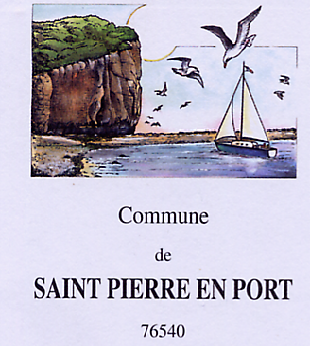 Commune
de
SAINT PIERRE EN PORT
76540